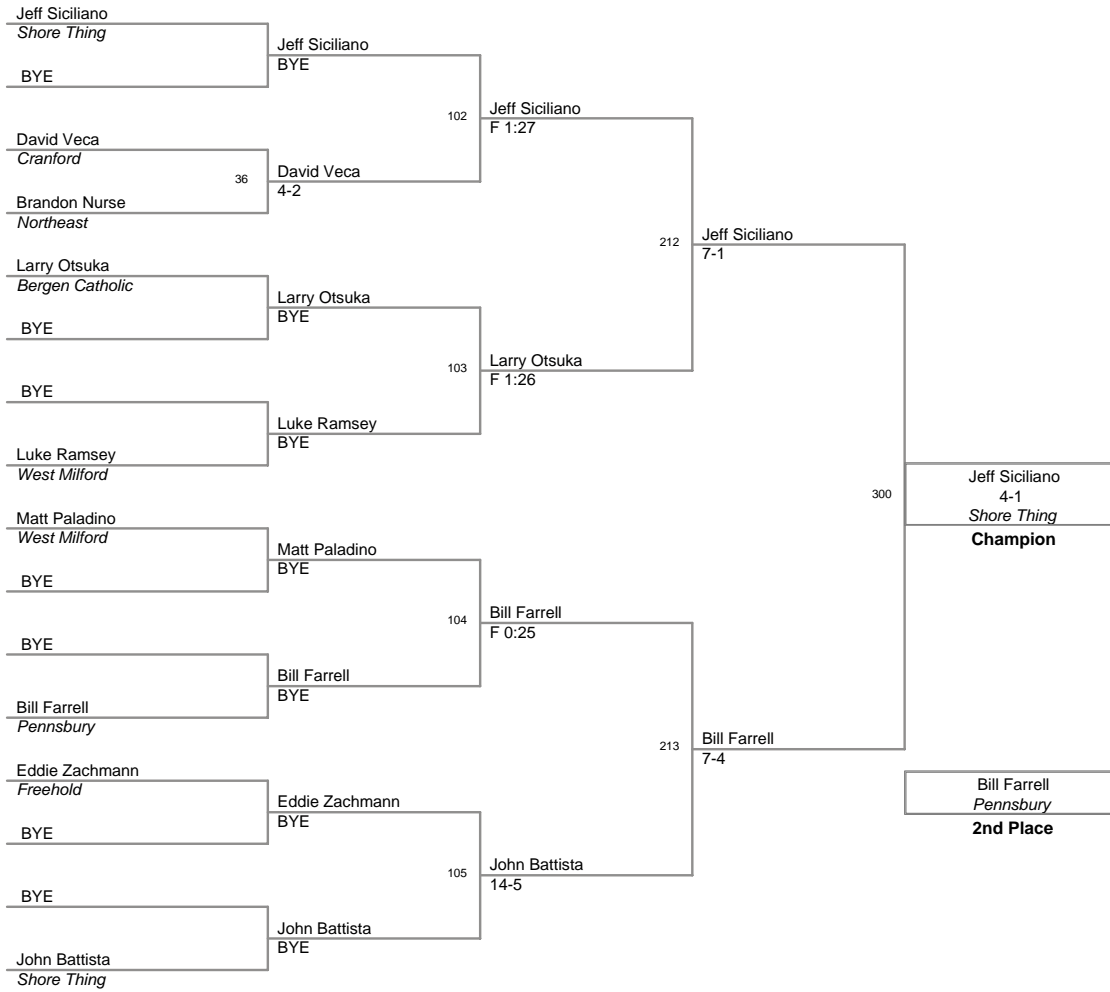 Jeff Siciliano
Shore Thing
BYE
David Veca
Cranford
36
Brandon Nurse
Northeast
Larry Otsuka
Bergen Catholic
BYE
BYE
Luke Ramsey
West Milford
Matt Paladino
West Milford
BYE
BYE
Bill Farrell
Pennsbury
Eddie Zachmann
Freehold
BYE
BYE
John Battista
Shore Thing
Jeff Siciliano
BYE
102
David Veca
4-2
Larry Otsuka
BYE
103
Luke Ramsey
BYE
Matt Paladino
BYE
104
Bill Farrell
BYE
Eddie Zachmann
BYE
105
John Battista
BYE
Jeff Siciliano
F 1:27
212
Larry Otsuka
F 1:26
Bill Farrell
F 0:25
213
John Battista
14-5
Jeff Siciliano
7-1
300
Bill Farrell
7-4
Jeff Siciliano
4-1
Shore Thing
Champion
Bill Farrell
Pennsbury
2nd Place